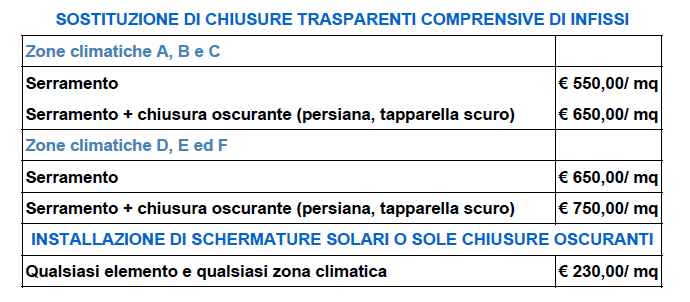 SOSTITUZIONE DI CHIUSURE TRASPARENTI COMPRENSIVE DI INFISSI
Zone climatiche A, B e C
Serramento € 550,00/ mq
Serramento + chiusura oscurante (persiana, tapparella scuro) € 650,00/ mq
Zone climatiche D, E ed F
Serramento € 650,00/ mq
Serramento + chiusura oscurante (persiana, tapparella scuro) € 750,00/ mq
INSTALLAZIONE DI SCHERMATURE SOLARI O SOLE CHIUSURE OSCURANTI
Qualsiasi elemento e qualsiasi zona climatica € 230,00/ mq